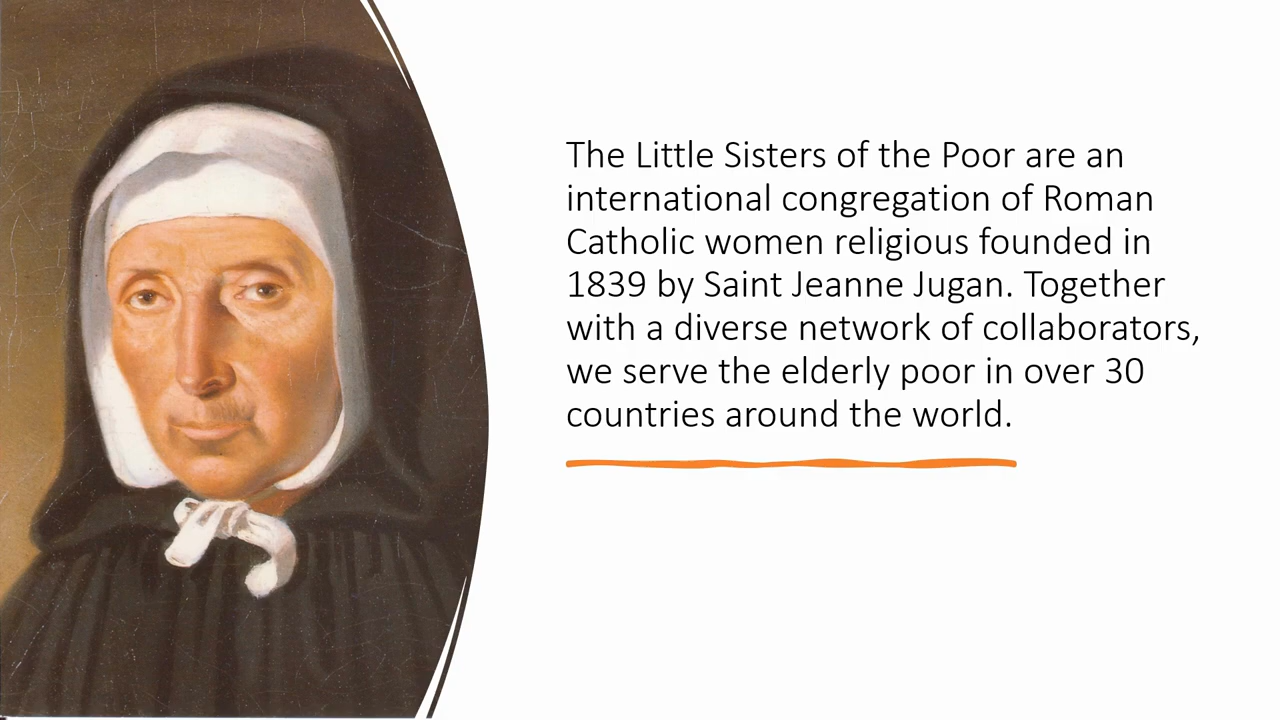 The Little Sisters of the Poor are an
international congregation of Roman
Catholic women religious founded in
1839 by Saint Jeanne Jugan. Together
with a diverse network of collaborators,
we serve the elderly poor in over 30
countries around the world.